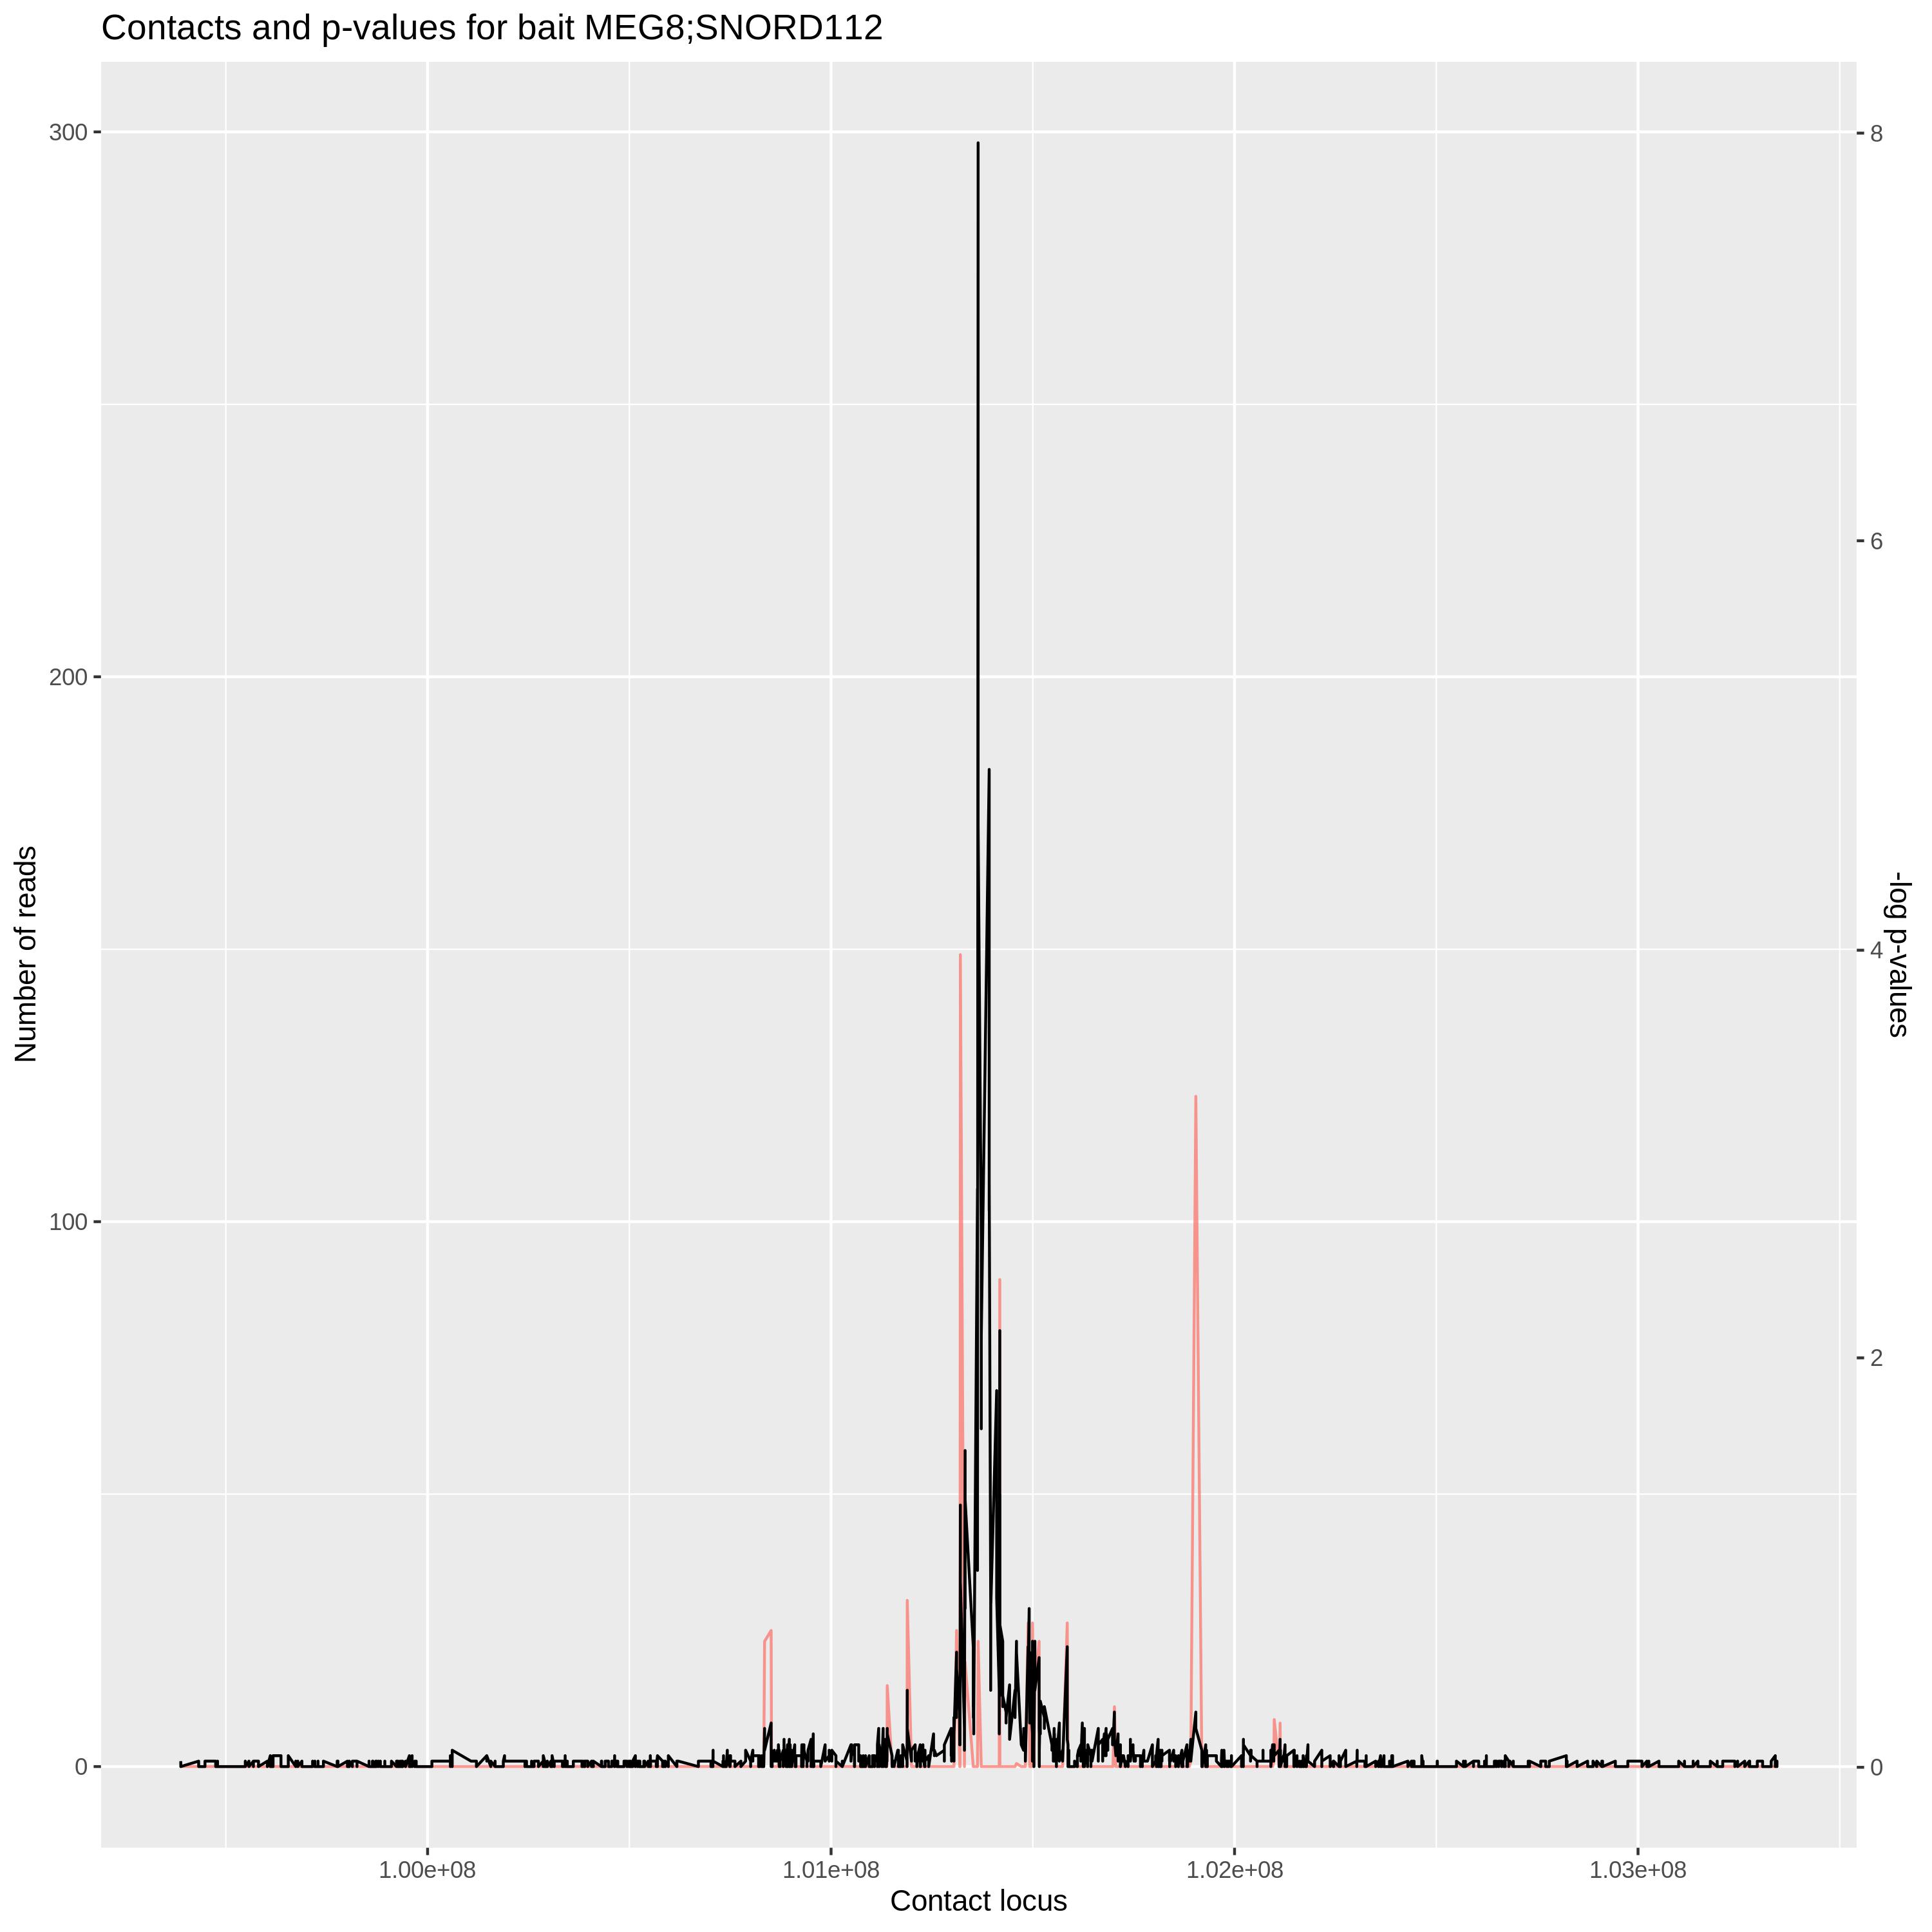 Contacts and p-values for bait MEG8;SNORD112
300
200
100
0
Number of reads
8
6
4
2
0
-log p-values
1.00e+08
1.01e+08
1.02e+08
1.03e+08
Contact locus